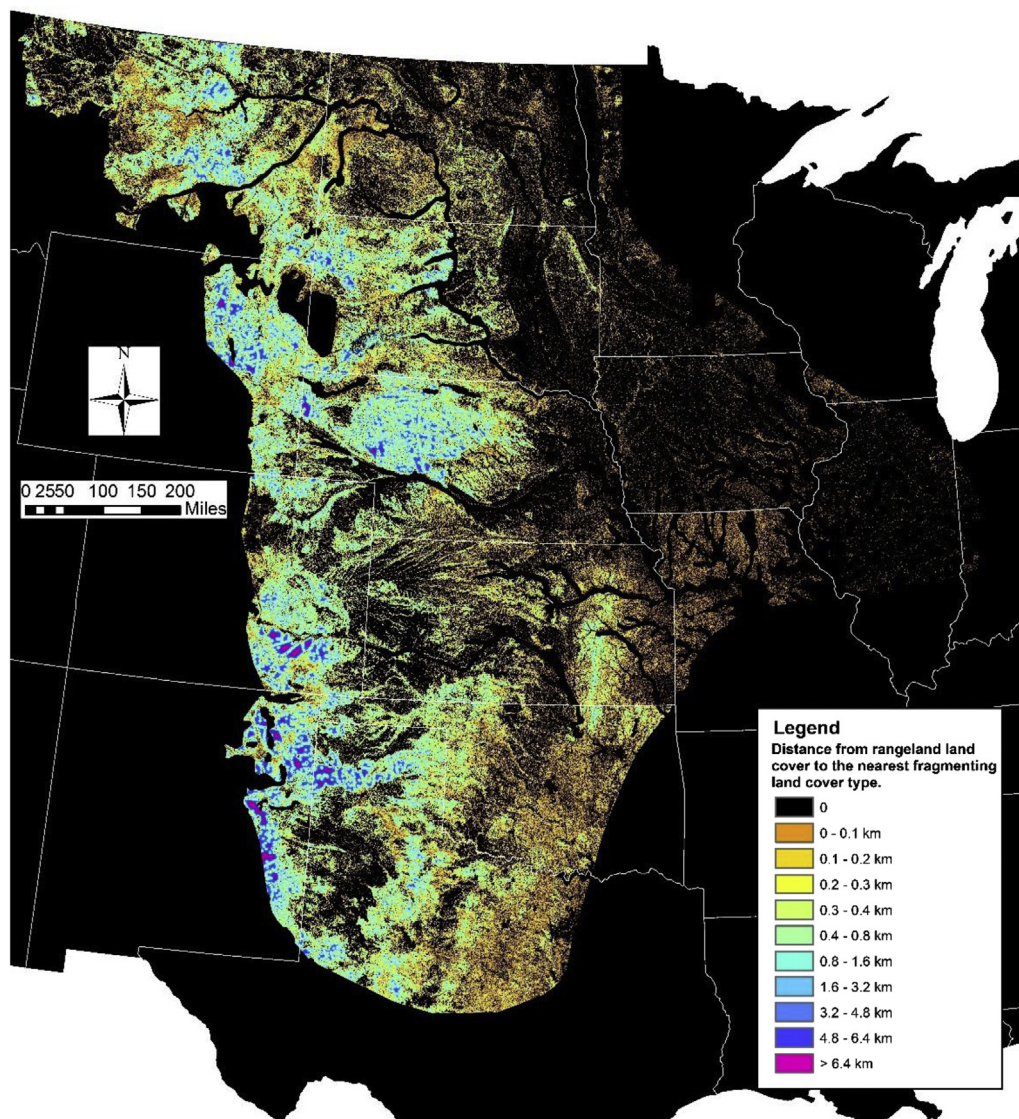 N
0 2550 100 150 200
Miles
Legend
Distance from rangeland land
cover to the nearest fragmenting
land cover type.
0
0 - 0.1 km
0.1 - 0.2 km
0.2 - 0.3 km
0.3 - 0.4 km
0.4 - 0.8 km
0.8 - 1.6 km
1.6 - 3.2 km
3.2 - 4.8 km
4.8 - 6.4 km
> 6.4 km